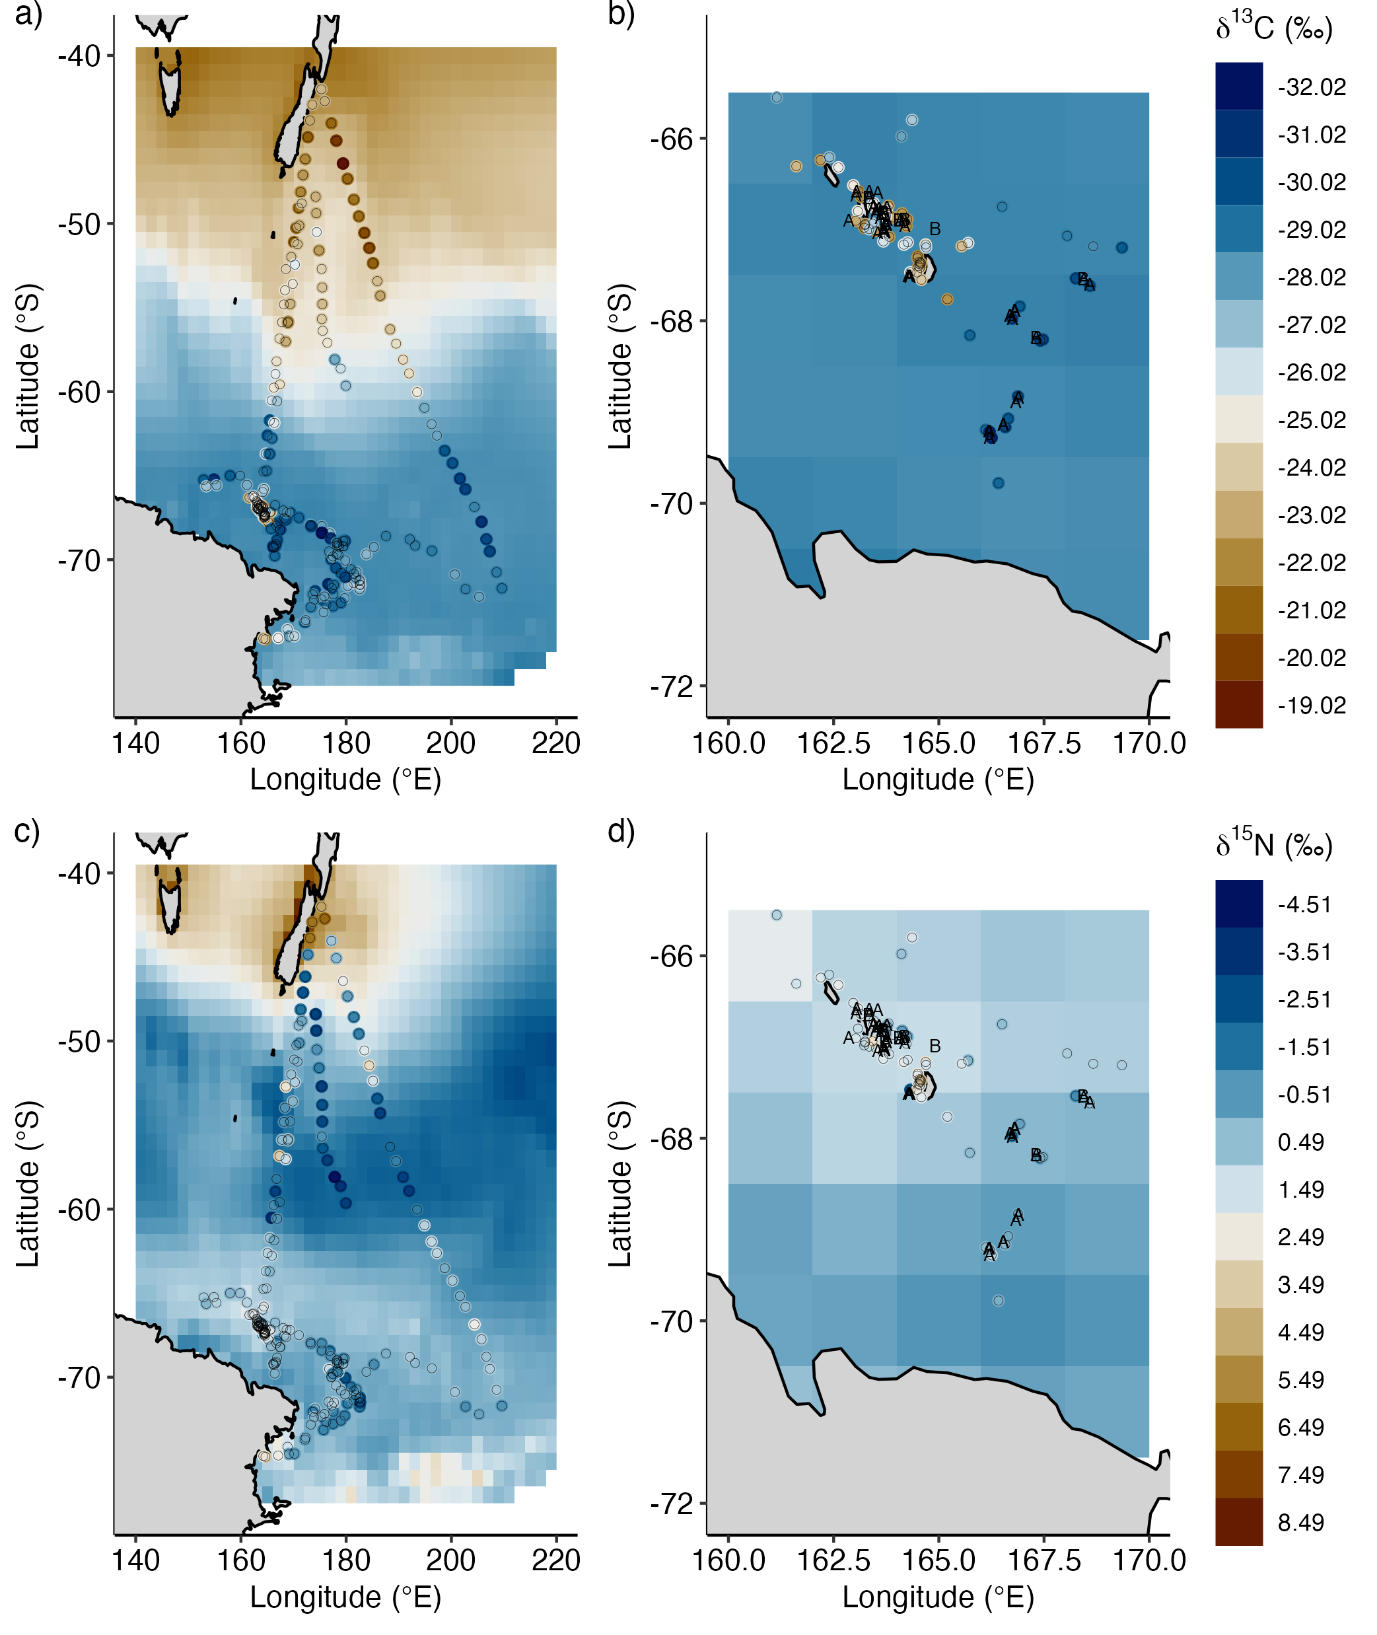 a)
-40
-50
-60
-70
Latitude (°S)
140 160 180 200 220
Longitude (°E)
b)
-66
-68
-70
-72
Latitude (°S)
160.0 162.5 165.0 167.5 170.0
Longitude (°E)
δ13C (‰)
-32.02
-31.02
-30.02
-29.02
-28.02
-27.02
-26.02
-25.02
-24.02
-23.02
-22.02
-21.02
-20.02
-19.02
c)
-40
-50
-60
-70
Latitude (°S)
140 160 180 200 220
Longitude (°E)
d)
-66
-68
-70
-72
Latitude (°S)
160.0 162.5 165.0 167.5 170.0
Longitude (°E)
δ15N (‰)
-4.51
-3.51
-2.51
-1.51
-0.51
0.49
1.49
2.49
3.49
4.49
5.49
6.49
7.49
8.49